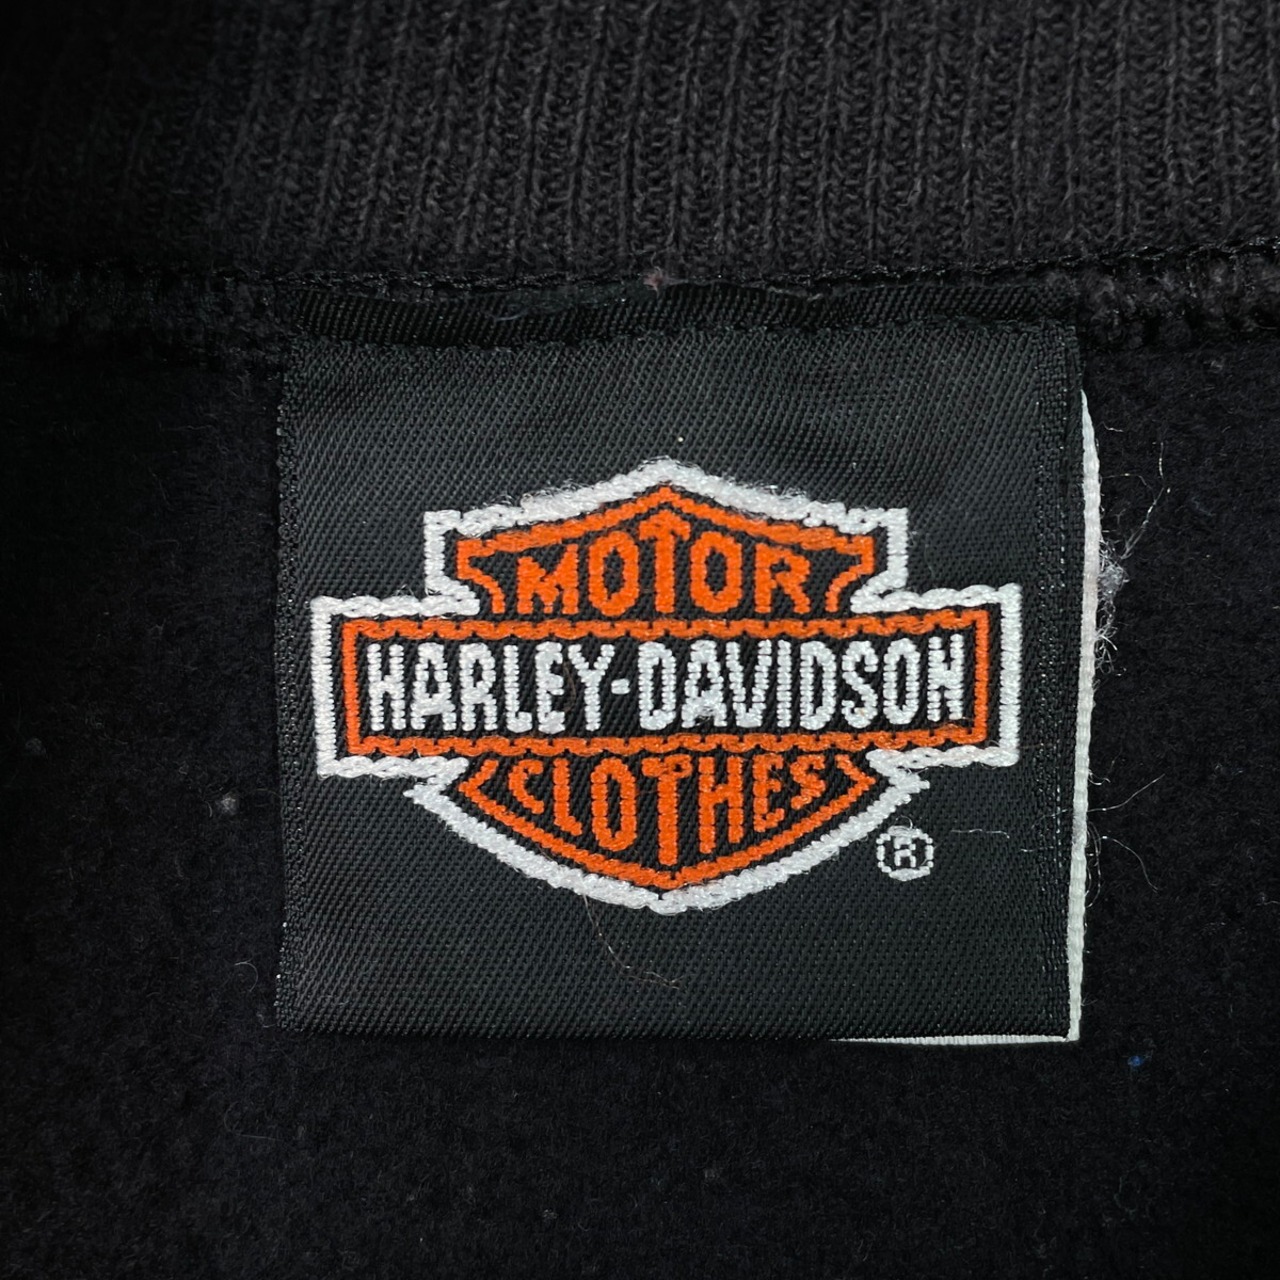 MOTOR
HARLEY-DAVIDSON
CLOTHES
®